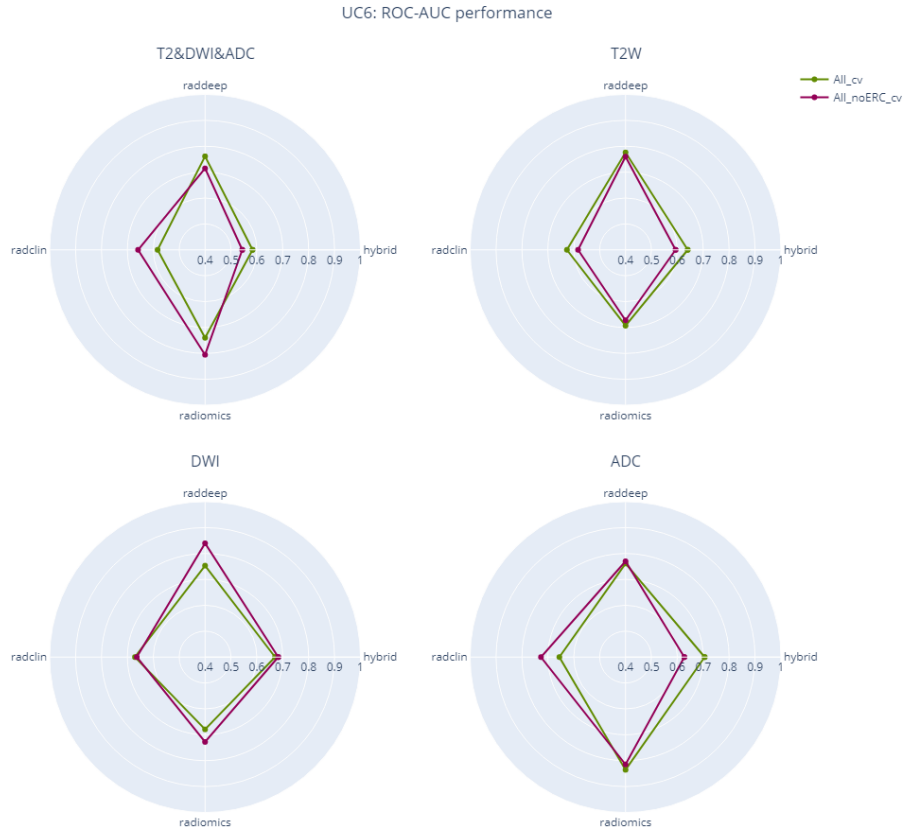 UC6: ROC-AUC performance
T2&DWI&ADC
T2W
raddeep
raddeep
All_cv
All_noERC_cv
radclin
hybrid
radclin
hybrid
0.4 0.5 0.6 0.7 0.8 0.9 1
0.4 0.5 0.6 0.7 0.8 0.9 1
radiomics
radiomics
DWI
ADC
raddeep
raddeep
radclin
hybrid
radclin
hybrid
0.4 0.5 0.6 0.7 0.8 0.9 1
0.4 0.5 0.6 0.7 0.8 0.9 1
radiomics
radiomics